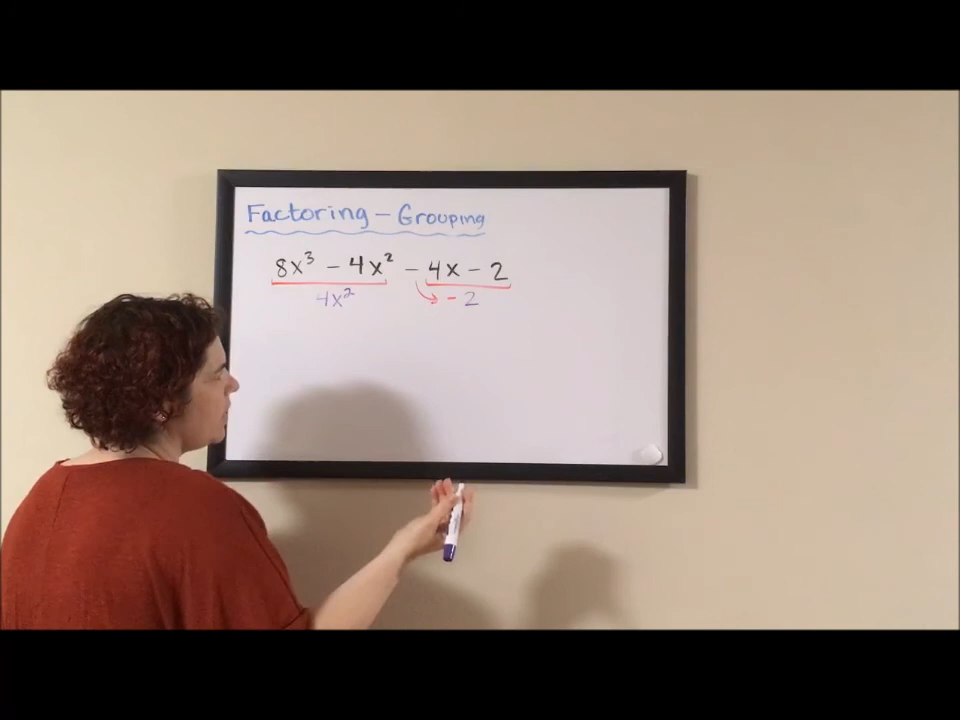 Factoring - Grouping
8x³ - 4x² - 4x - 2
4x² - 2